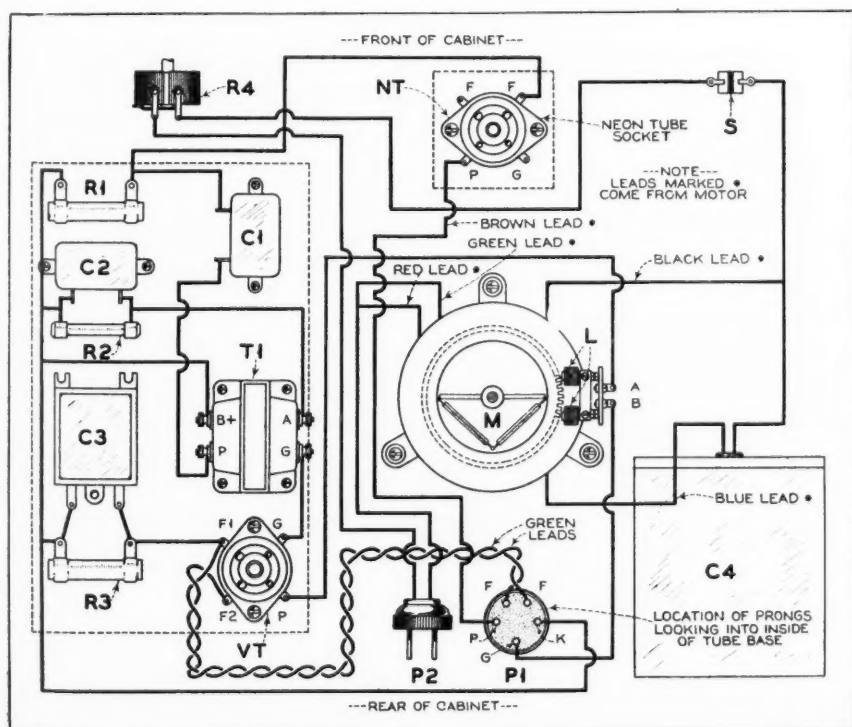 ---FRONT OF CABINET---
R4
NT
F F
NEON TUBE
SOCKET
S
P G
---NOTE---
LEADS MARKED *
COME FROM MOTOR
R1
C1
BROWN LEAD *
GREEN LEAD *
RED LEAD *
BLACK LEAD *
C2
R2
T1
L
A
B
M
B+ A
P G
C3
BLUE LEAD *
F1 G
GREEN
LEADS
C4
R3
F2 P
VT
F F
P K
G
LOCATION OF PRONGS
LOOKING INTO INSIDE
OF TUBE BASE
P2
P1
---REAR OF CABINET---